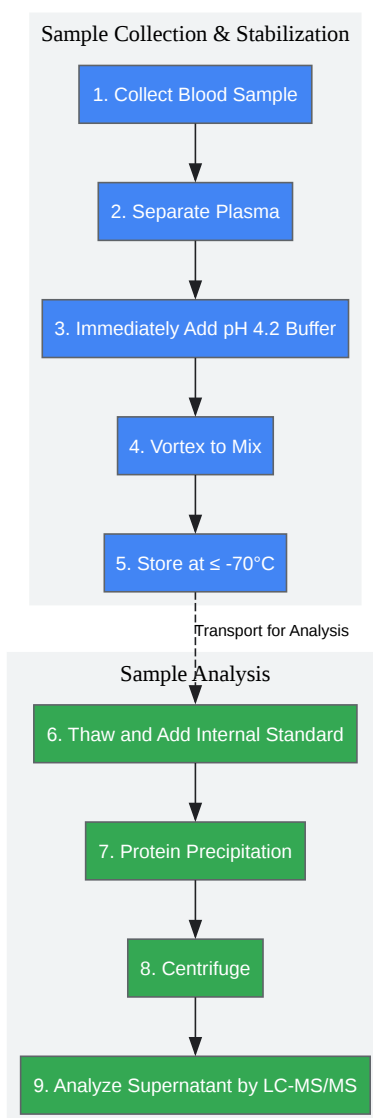 Sample Collection & Stabilization
1. Collect Blood Sample
2. Separate Plasma
3. Immediately Add pH 4.2 Buffer
4. Vortex to Mix
5. Store at ≤ -70°C
Transport for Analysis
Sample Analysis
6. Thaw and Add Internal Standard
7. Protein Precipitation
8. Centrifuge
9. Analyze Supernatant by LC-MS/MS